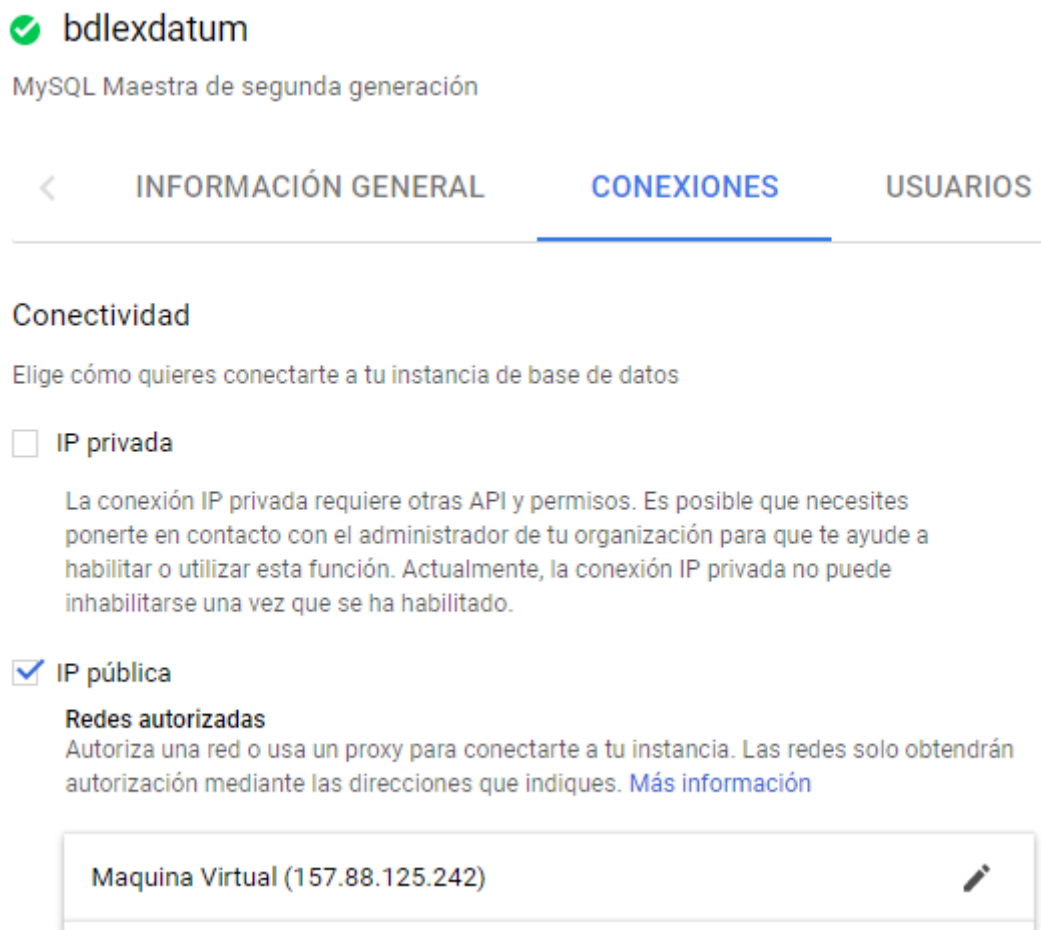 bdlexdatum
MySQL Maestra de segunda generación
INFORMACIÓN GENERAL CONEXIONES USUARIOS
Conectividad
Elige cómo quieres conectarte a tu instancia de base de datos
IP privada
La conexión IP privada requiere otras API y permisos. Es posible que necesites
ponerte en contacto con el administrador de tu organización para que te ayude a
habilitar o utilizar esta función. Actualmente, la conexión IP privada no puede
inhabilitarse una vez que se ha habilitado.
IP pública
Redes autorizadas
Autoriza una red o usa un proxy para conectarte a tu instancia. Las redes solo obtendrán
autorización mediante las direcciones que indiques. Más información
Maquina Virtual (157.88.125.242)